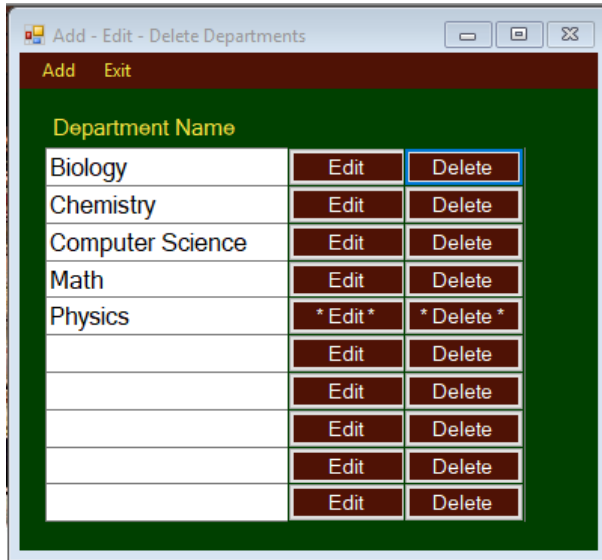 Add - Edit - Delete Departments
Add Exit
Department Name
Biology Edit Delete
Chemistry Edit Delete
Computer Science Edit Delete
Math Edit Delete
Physics * Edit * * Delete *
Edit Delete
Edit Delete
Edit Delete
Edit Delete
Edit Delete